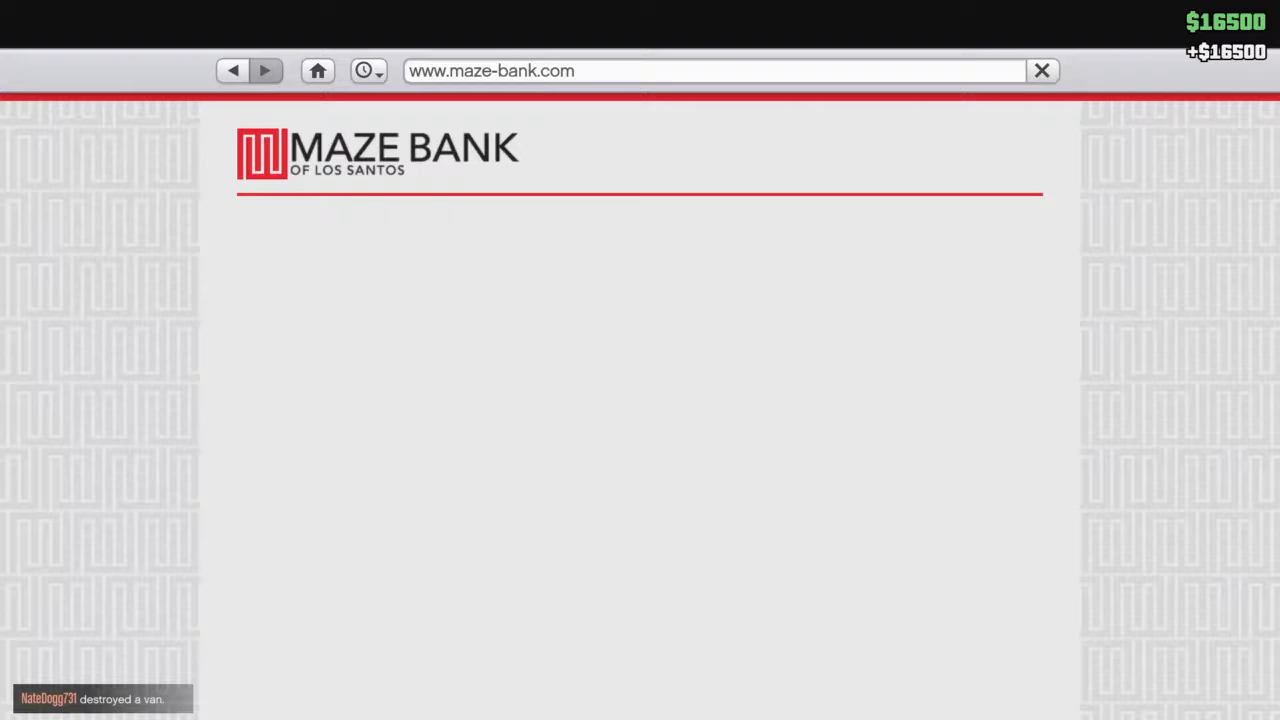 $16500
+$16500
www.maze-bank.com
MAZE BANK
OF LOS SANTOS
NateDogg731 destroyed a van.